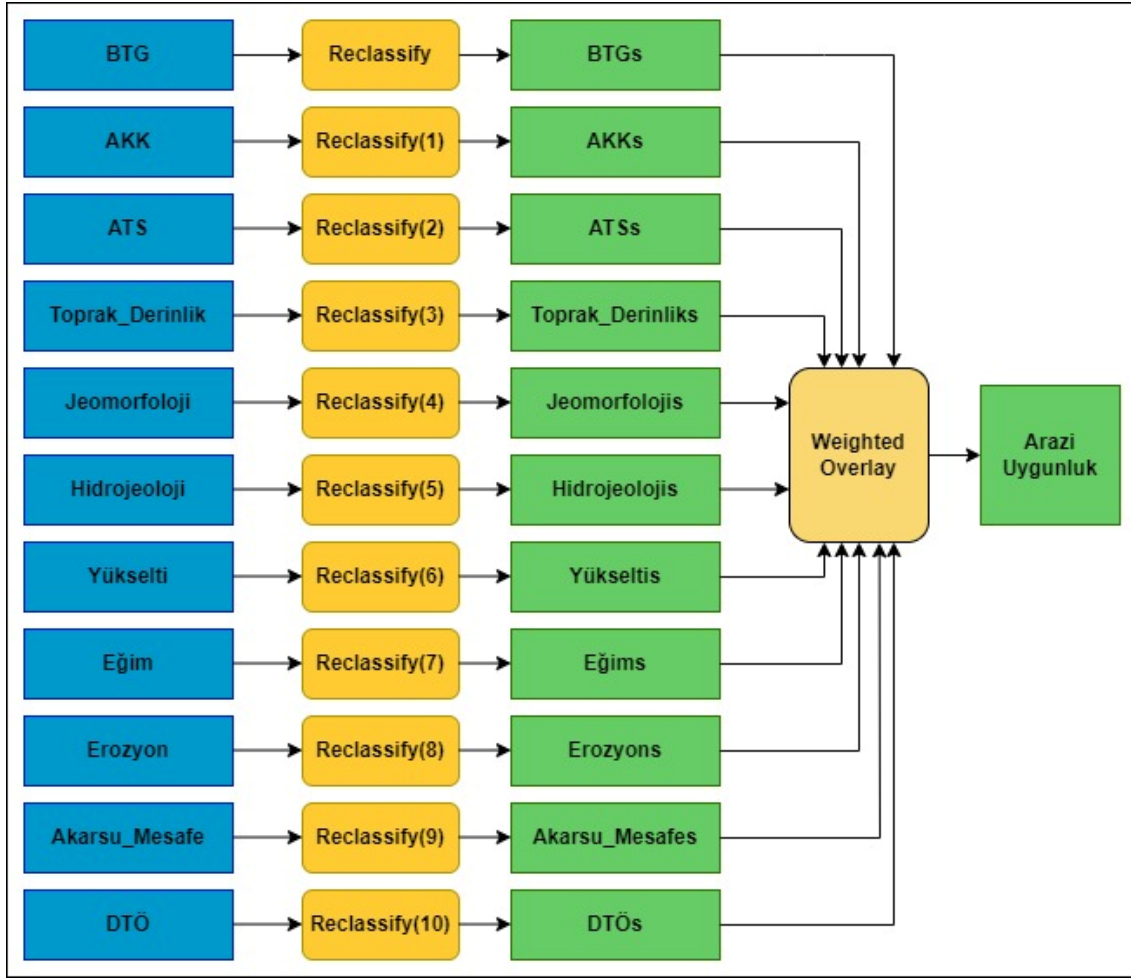 BTG
Reclassify
BTGs
AKK
Reclassify(1)
AKKs
ATS
Reclassify(2)
ATSs
Toprak_Derinlik
Reclassify(3)
Toprak_Derinliks
Jeomorfoloji
Reclassify(4)
Jeomorfolojis
Hidrojeoloji
Reclassify(5)
Hidrojeolojis
Yükselti
Reclassify(6)
Yükseltis
Eğim
Reclassify(7)
Eğims
Erozyon
Reclassify(8)
Erozyons
Akarsu_Mesafe
Reclassify(9)
Akarsu_Mesafes
DTÖ
Reclassify(10)
DTÖs
Weighted
Overlay
Arazi
Uygunluk